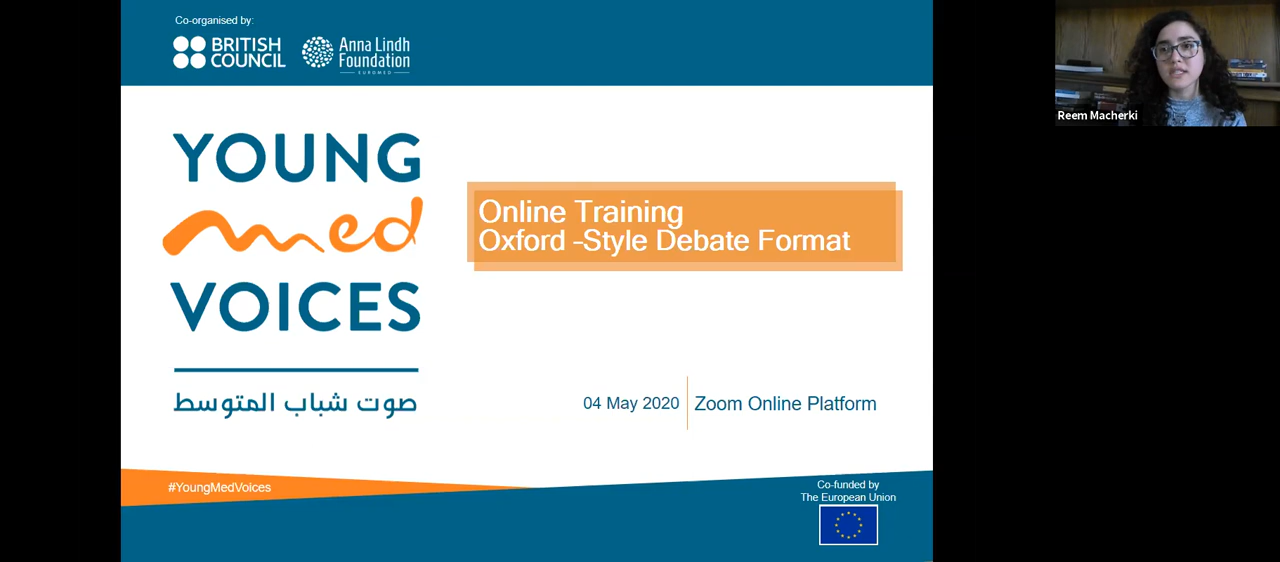 Co-organised by:
BRITISH
COUNCIL
Anna Lindh
Foundation
EUROMED
YOUNG
med
VOICES
صوت شباب المتوسط
Online Training
Oxford –Style Debate Format
04 May 2020
Zoom Online Platform
#YoungMedVoices
Co-funded by
The European Union
Reem Macherki